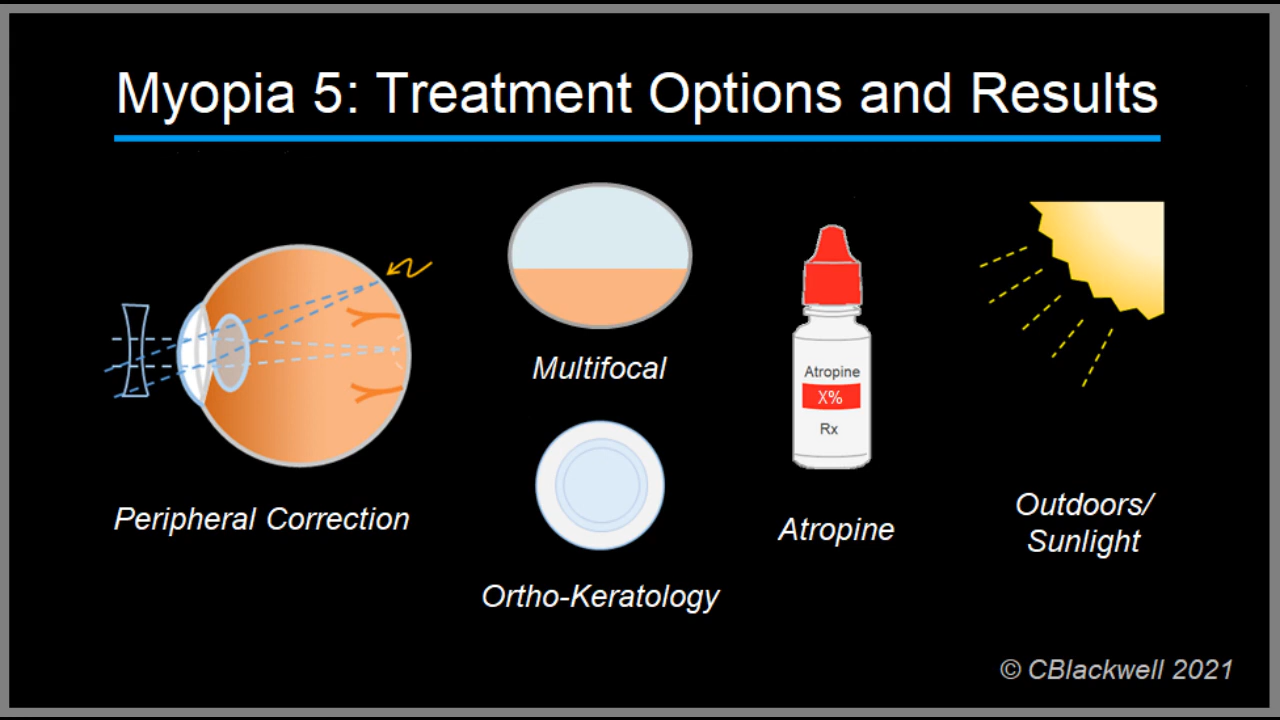 Myopia 5: Treatment Options and Results
Peripheral Correction
Multifocal
Ortho-Keratology
Atropine
X%
Rx
Atropine
Outdoors/
Sunlight
© CBlackwell 2021